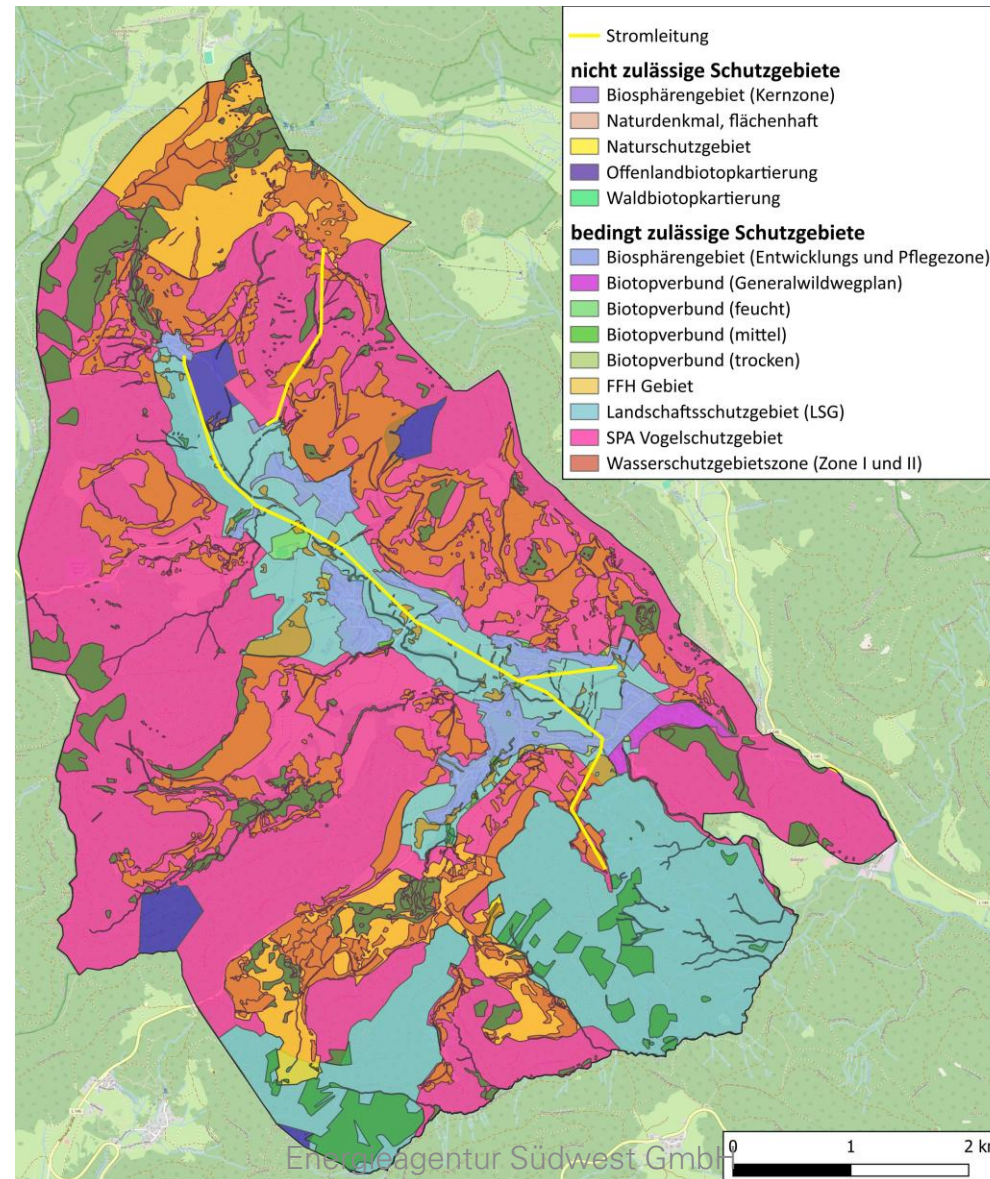 Stromleitung
nicht zulässige Schutzgebiete
Biosphärengebiet (Kernzone)
Naturdenkmal, flächenhaft
Naturschutzgebiet
Offenlandbiotopkartierung
Waldbiotopkartierung
bedingt zulässige Schutzgebiete
Biosphärengebiet (Entwicklungs und Pflegezone)
Biotopverbund (Generalwildwegplan)
Biotopverbund (feucht)
Biotopverbund (mittel)
Biotopverbund (trocken)
FFH Gebiet
Landschaftsschutzgebiet (LSG)
SPA Vogelschutzgebiet
Wasserschutzgebietszone (Zone I und II)
0 1 2 km
Energieagentur Südwest GmbH